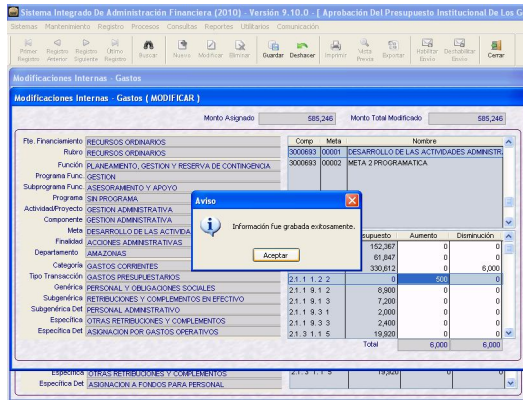 Sistema Integrado De Administración Financiera (2010) - Versión 9.10.0 - [ Aprobación Del Presupuesto Institucional De Los G
Sistemas Mantenimiento Registro Procesos Consultas Reportes Utilitarios Comunicación
Primer Registro
Registro Anterior
Registro Siguiente
Último Registro
Buscar
Nuevo
Modificar
Eliminar
Guardar
Deshacer
Imprimir
Vista Previa
Exportar
Habilitar Envío
Deshabilitar Envío
Cerrar
Modificaciones Internas - Gastos
Modificaciones Internas - Gastos ( MODIFICAR )
Monto Asignado 585,246 Monto Total Modificado 585,246
Fte. Financiamiento RECURSOS ORDINARIOS
Rubro RECURSOS ORDINARIOS
Función PLANEAMIENTO, GESTION Y RESERVA DE CONTINGENCIA
Programa Func. GESTION
Subprograma Func. ASESORAMIENTO Y APOYO
Programa SIN PROGRAMA
Actividad/Proyecto GESTION ADMINISTRATIVA
Componente GESTION ADMINISTRATIVA
Meta DESARROLLO DE LAS ACTIVIDA
Finalidad ACCIONES ADMINISTRATIVAS
Departamento AMAZONAS
Categoría GASTOS CORRIENTES
Tipo Transacción GASTOS PRESUPUESTARIOS
Genérica PERSONAL Y OBLIGACIONES SOCIALES
Subgenérica RETRIBUCIONES Y COMPLEMENTOS EN EFECTIVO
Subgenérica Det PERSONAL ADMINISTRATIVO
Específica OTRAS RETRIBUCIONES Y COMPLEMENTOS
Específica Det ASIGNACION POR GASTOS OPERATIVOS
Comp Meta Nombre
3000693 00001 DESARROLLO DE LAS ACTIVIDADES ADMINISTR
3000693 00002 META 2 PROGRAMATICA.
Aviso
Información fue grabada exitosamente.
Aceptar
supuesto Aumento Disminución
152,367 0 0
61,847 0 0
330,612 0 6,000
2.1. 1 1. 2 2 0 500 0
2.1. 1 9. 1 2 8,900 0 0
2.1. 1 9. 1 3 7,200 0 0
2.1. 1 9. 3 1 2,000 0 0
2.1. 1 9. 3 3 2,400 0 0
2.1. 3 1. 1 5 19,920 0 0
Total 6,000 6,000
Específica OTRAS RETRIBUCIONES Y COMPLEMENTOS
2.1. 3 1. 1 5 19,920 0 0
Específica Det ASIGNACION A FONDOS PARA PERSONAL